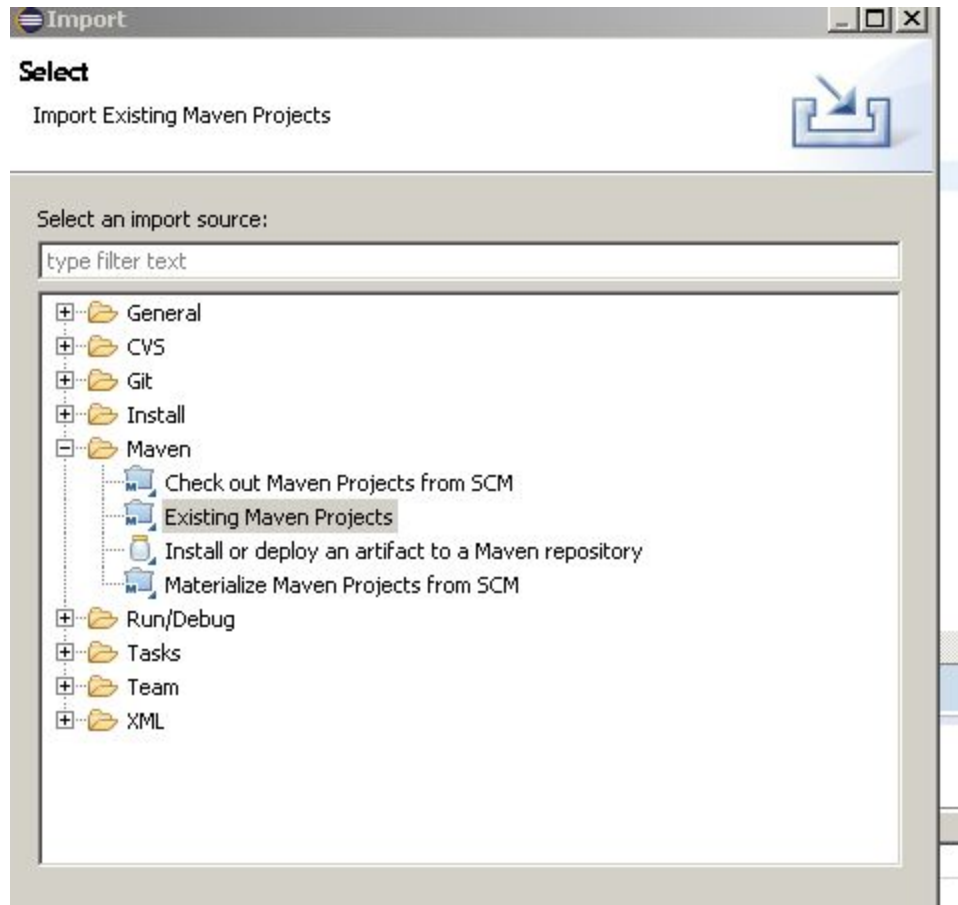 Import
Select
Import Existing Maven Projects
Select an import source:
type filter text
General
CVS
Git
Install
Maven
Check out Maven Projects from SCM
Existing Maven Projects
Install or deploy an artifact to a Maven repository
Materialize Maven Projects from SCM
Run/Debug
Tasks
Team
XML